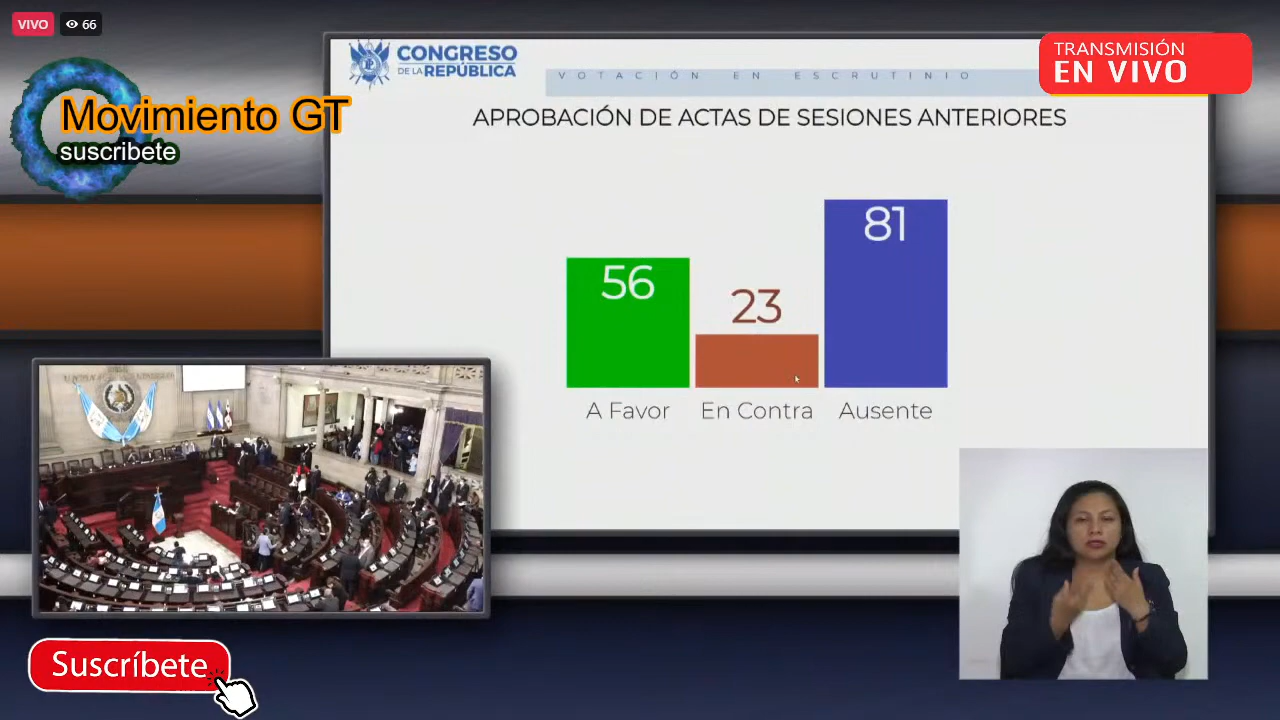 VIVO
66
CONGRESO
DE LA REPÚBLICA
VOTACIÓN EN ESCRUTINIO
TRANSMISIÓN
EN VIVO
Movimiento GT
suscribete
APROBACIÓN DE ACTAS DE SESIONES ANTERIORES
56
23
81
A Favor
En Contra
Ausente
Suscríbete